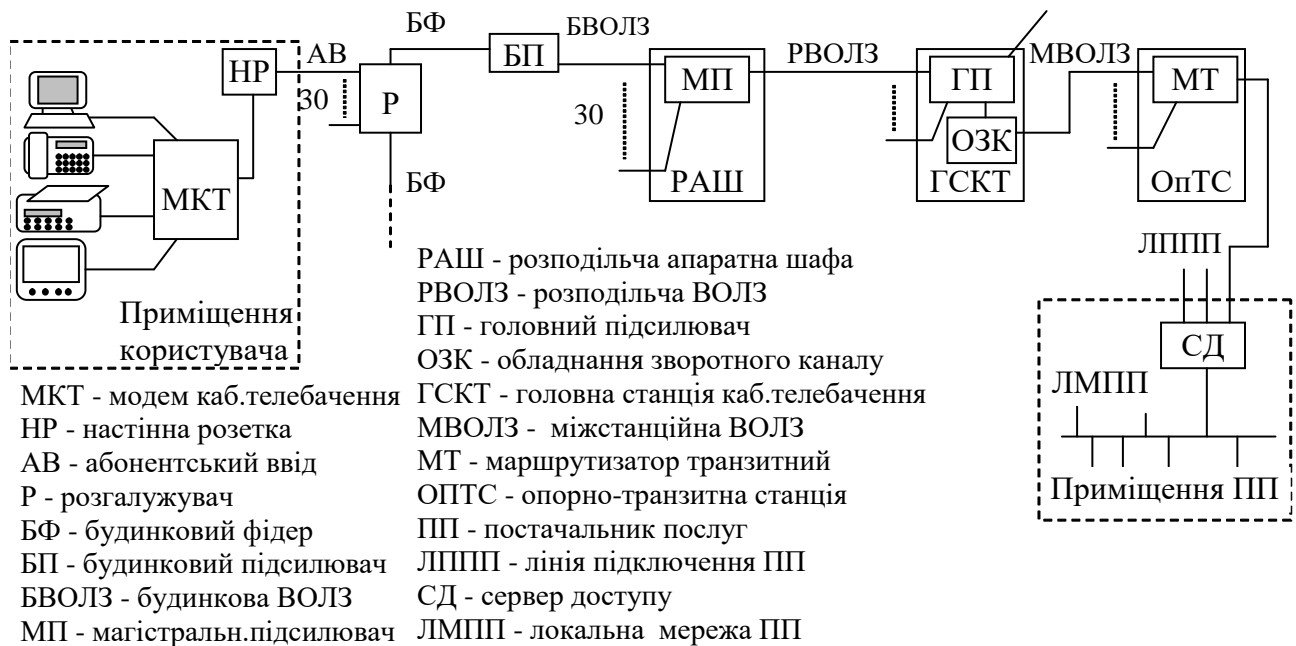 БФ
БВОЛЗ
АВ
БП
РВОЛЗ
МВОЛЗ
НР
МП
ГП
МТ
30
Р
30
ОЗК
МКТ
БФ
РАШ
ГСКТ
ОпТС
ЛППП
Приміщення
користувача
СД
ЛМПП
Приміщення ПП
МКТ - модем каб.телебачення
НР - настінна розетка
АВ - абонентський ввід
Р - розгалужувач
БФ - будинковий фідер
БП - будинковий підсилювач
БВОЛЗ - будинкова ВОЛЗ
МП - магістральн.підсилювач
РАШ - розподільча апаратна шафа
РВОЛЗ - розподільча ВОЛЗ
ГП - головний підсилювач
ОЗК - обладнання зворотного каналу
ГСКТ - головна станція каб.телебачення
МВОЛЗ - міжстанційна ВОЛЗ
МТ - маршрутизатор транзитний
ОПТС - опорно-транзитна станція
ПП - постачальник послуг
ЛППП - лінія підключення ПП
СД - сервер доступу
ЛМПП - локальна мережа ПП